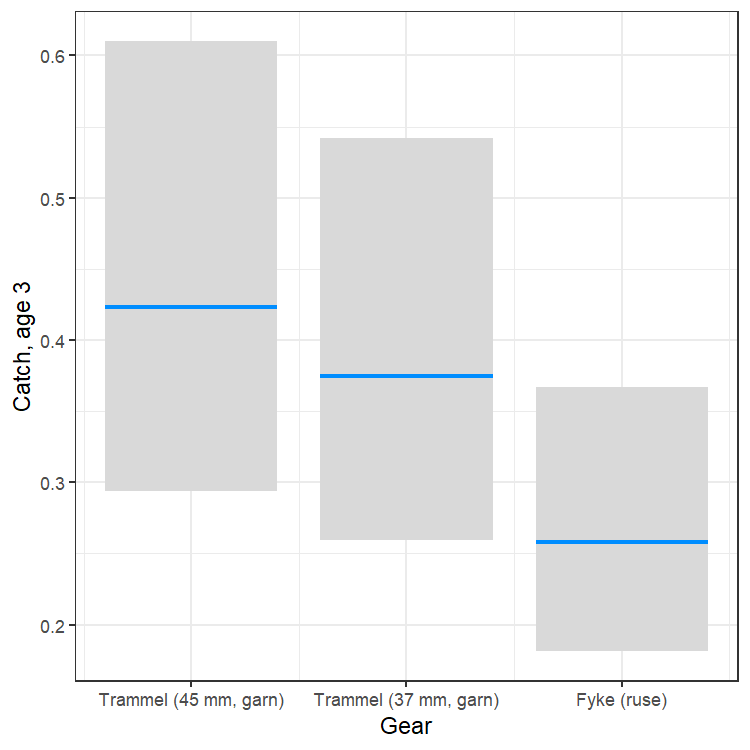 0.6
0.5
0.4
0.3
0.2
Catch, age 3
Trammel (45 mm, garn) Trammel (37 mm, garn) Fyke (ruse)
Gear